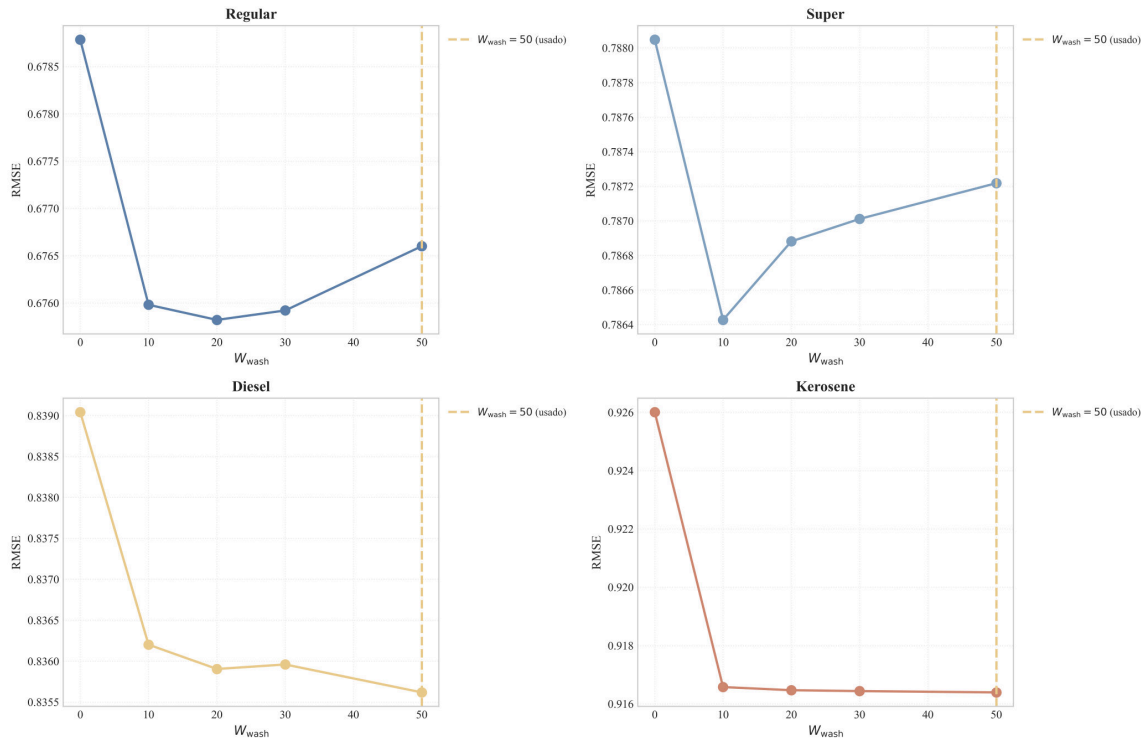 Regular
0.6785
0.6780
0.6775
0.6770
0.6765
0.6760
RMSE
0 10 20 30 40 50
W_wash
W_wash = 50 (usado)
Super
0.7880
0.7878
0.7876
0.7874
0.7872
0.7870
0.7868
0.7866
0.7864
RMSE
0 10 20 30 40 50
W_wash
W_wash = 50 (usado)
Diesel
0.8390
0.8385
0.8380
0.8375
0.8370
0.8365
0.8360
0.8355
RMSE
0 10 20 30 40 50
W_wash
Kerosene
0.926
0.924
0.922
0.920
0.918
0.916
RMSE
0 10 20 30 40 50
W_wash
W_wash = 50 (usado)
W_wash = 50 (usado)